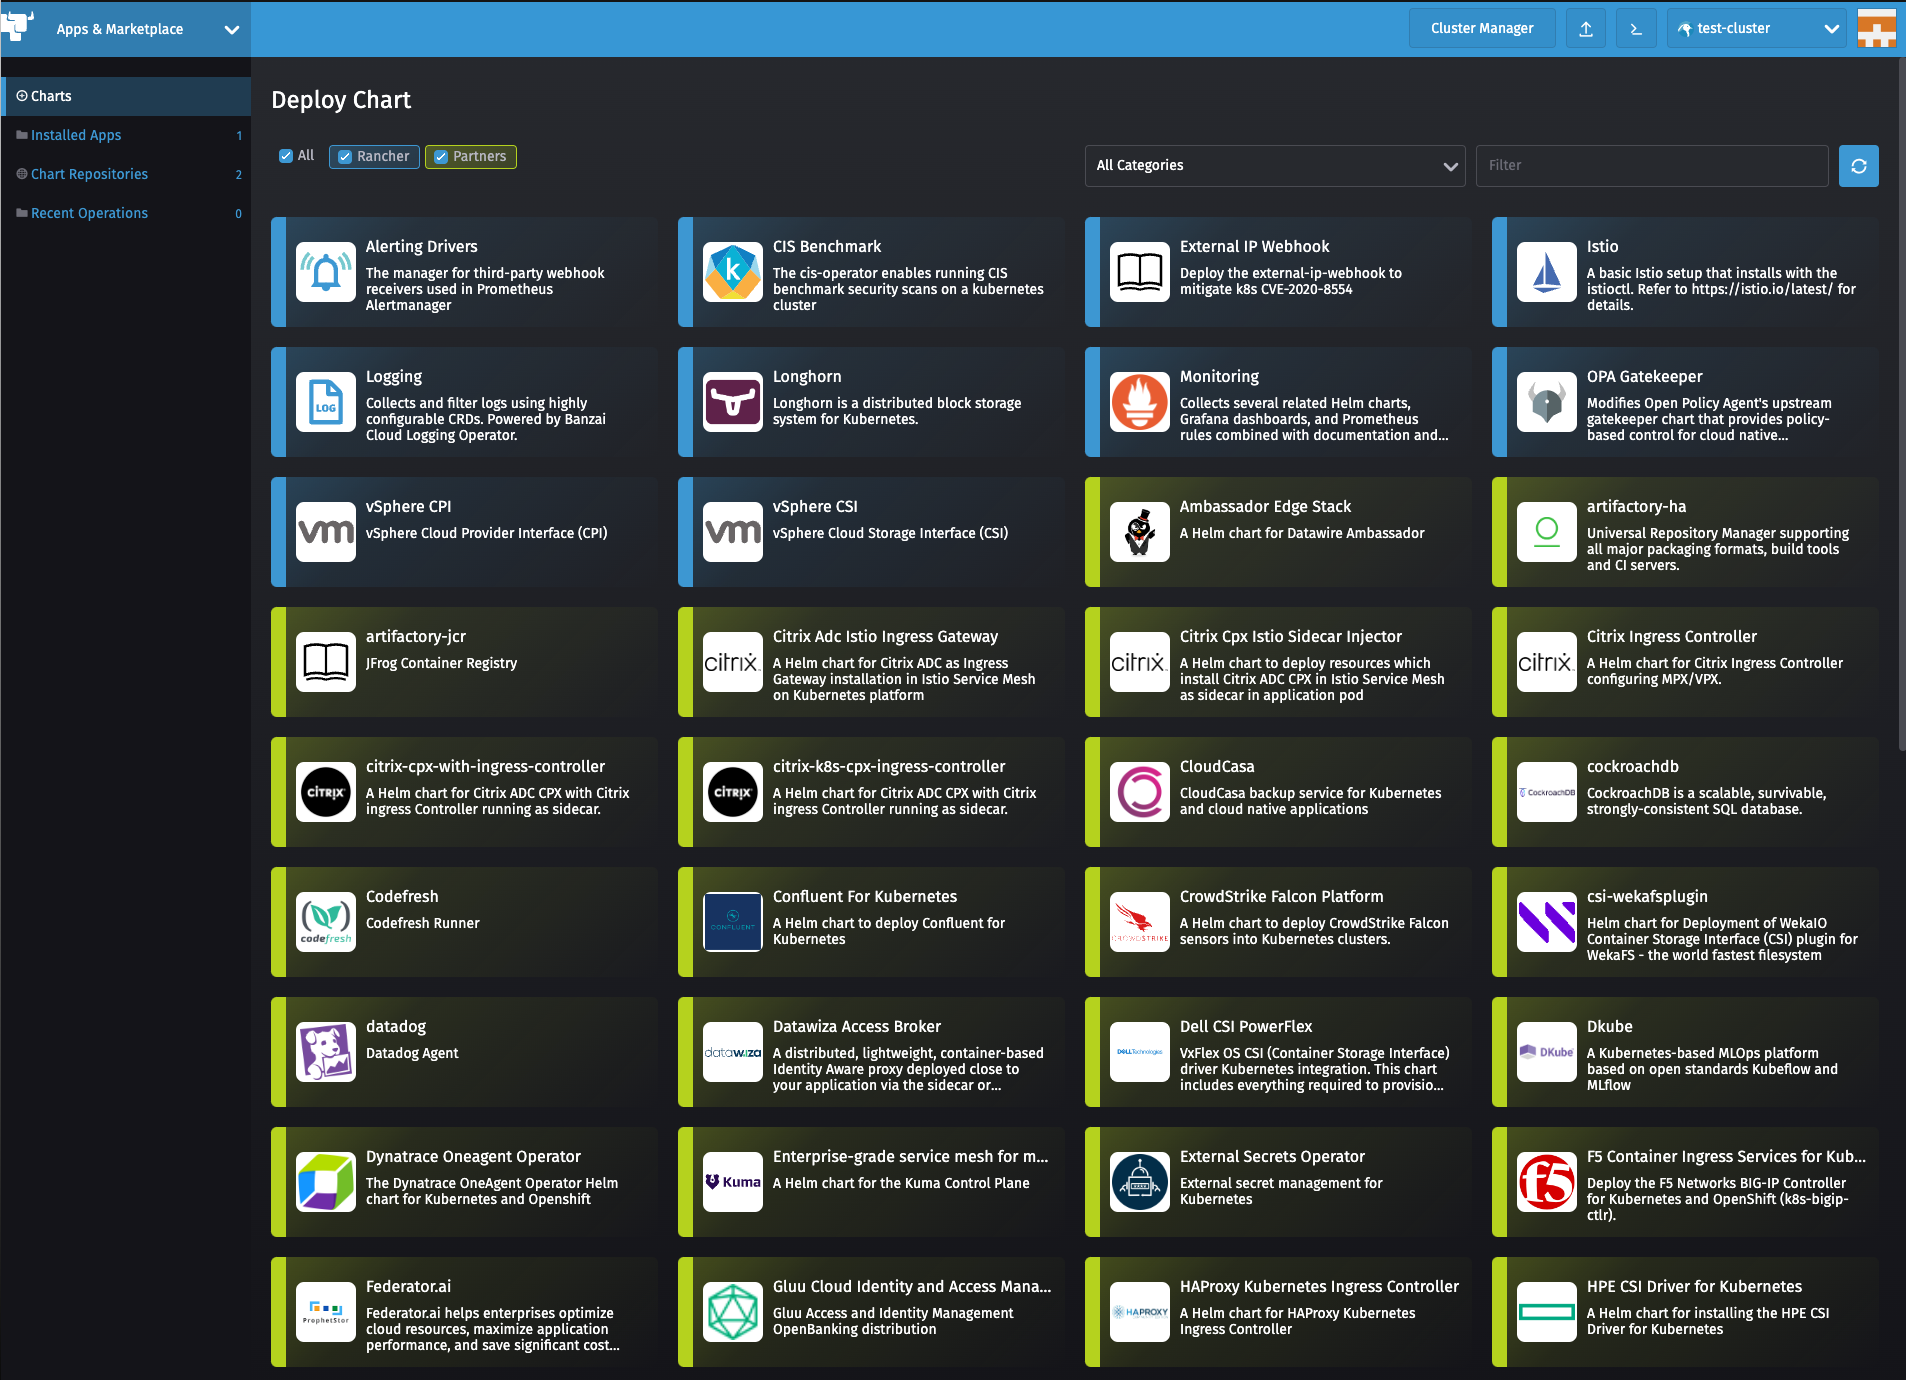 Apps & Marketplace
Cluster Manager
test-cluster
Charts
Installed Apps 1
Chart Repositories 2
Recent Operations 0
Deploy Chart
All
Rancher
Partners
All Categories
Filter
Alerting Drivers
The manager for third-party webhook
receivers used in Prometheus
Alertmanager
k
CIS Benchmark
The cis-operator enables running CIS
benchmark security scans on a kubernetes
cluster
External IP Webhook
Deploy the external-ip-webhook to
mitigate k8s CVE-2020-8554
Istio
A basic Istio setup that installs with the
istioctl. Refer to https://istio.io/latest/ for
details.
LOG
Logging
Collects and filter logs using highly
configurable CRDs. Powered by Banzai
Cloud Logging Operator.
Longhorn
Longhorn is a distributed block storage
system for Kubernetes.
Monitoring
Collects several related Helm charts,
Grafana dashboards, and Prometheus
rules combined with documentation and...
OPA Gatekeeper
Modifies Open Policy Agent's upstream
gatekeeper chart that provides policy-
based control for cloud native...
vm
vSphere CPI
vSphere Cloud Provider Interface (CPI)
vm
vSphere CSI
vSphere Cloud Storage Interface (CSI)
Ambassador Edge Stack
A Helm chart for Datawire Ambassador
artifactory-ha
Universal Repository Manager supporting
all major packaging formats, build tools
and CI servers.
artifactory-jcr
JFrog Container Registry
citrix
Citrix Adc Istio Ingress Gateway
A Helm chart for Citrix ADC as Ingress
Gateway installation in Istio Service Mesh
on Kubernetes platform
citrix
Citrix Cpx Istio Sidecar Injector
A Helm chart to deploy resources which
install Citrix ADC CPX in Istio Service Mesh
as sidecar in application pod
citrix
Citrix Ingress Controller
A Helm chart for Citrix Ingress Controller
configuring MPX/VPX.
CITRIX
citrix-cpx-with-ingress-controller
A Helm chart for Citrix ADC CPX with Citrix
ingress Controller running as sidecar.
CITRIX
citrix-k8s-cpx-ingress-controller
A Helm chart for Citrix ADC CPX with Citrix
ingress Controller running as sidecar.
CloudCasa
CloudCasa backup service for Kubernetes
and cloud native applications
CockroachDB
cockroachdb
CockroachDB is a scalable, survivable,
strongly-consistent SQL database.
codefresh
Codefresh
Codefresh Runner
CONFLUENT
Confluent For Kubernetes
A Helm chart to deploy Confluent for
Kubernetes
CROWDSTRIKE
CrowdStrike Falcon Platform
A Helm chart to deploy CrowdStrike Falcon
sensors into Kubernetes clusters.
csi-wekafsplugin
Helm chart for Deployment of WekaIO
Container Storage Interface (CSI) plugin for
WekaFS - the world fastest filesystem
datadog
Datadog Agent
datawiza
Datawiza Access Broker
A distributed, lightweight, container-based
Identity Aware proxy deployed close to
your application via the sidecar or...
DELL Technologies
Dell CSI PowerFlex
VxFlex OS CSI (Container Storage Interface)
driver Kubernetes integration. This chart
includes everything required to provisio...
DKube
Dkube
A Kubernetes-based MLOps platform
based on open standards Kubeflow and
MLflow
Dynatrace Oneagent Operator
The Dynatrace OneAgent Operator Helm
chart for Kubernetes and Openshift
Kuma
Enterprise-grade service mesh for m...
A Helm chart for the Kuma Control Plane
External Secrets Operator
External secret management for
Kubernetes
f5
F5 Container Ingress Services for Kub...
Deploy the F5 Networks BIG-IP Controller
for Kubernetes and OpenShift (k8s-bigip-
ctlr).
ProphetStor
Federator.ai
Federator.ai helps enterprises optimize
cloud resources, maximize application
performance, and save significant cost...
Gluu Cloud Identity and Access Mana...
Gluu Access and Identity Management
OpenBanking distribution
HAPROXY
HAProxy Kubernetes Ingress Controller
A Helm chart for HAProxy Kubernetes
Ingress Controller
HPE CSI Driver for Kubernetes
A Helm chart for installing the HPE CSI
Driver for Kubernetes